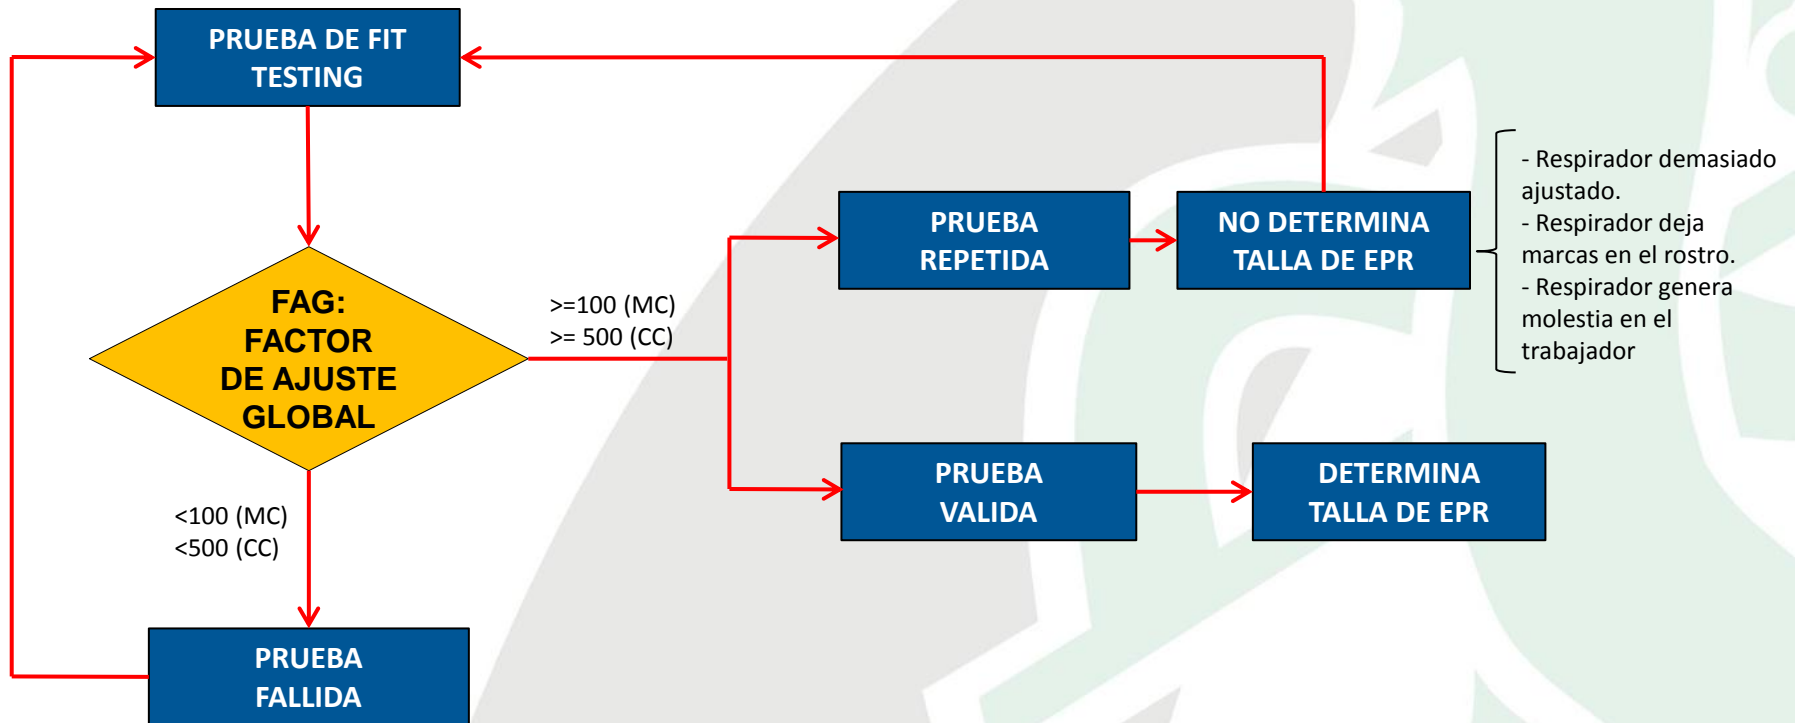 PRUEBA DE FIT
TESTING
FAG:
FACTOR
DE AJUSTE
GLOBAL
>=100 (MC)
>= 500 (CC)
<100 (MC)
<500 (CC)
PRUEBA
FALLIDA
PRUEBA
REPETIDA
NO DETERMINA
TALLA DE EPR
- Respirador demasiado
ajustado.
- Respirador deja
marcas en el rostro.
- Respirador genera
molestia en el
trabajador
PRUEBA
VALIDA
DETERMINA
TALLA DE EPR